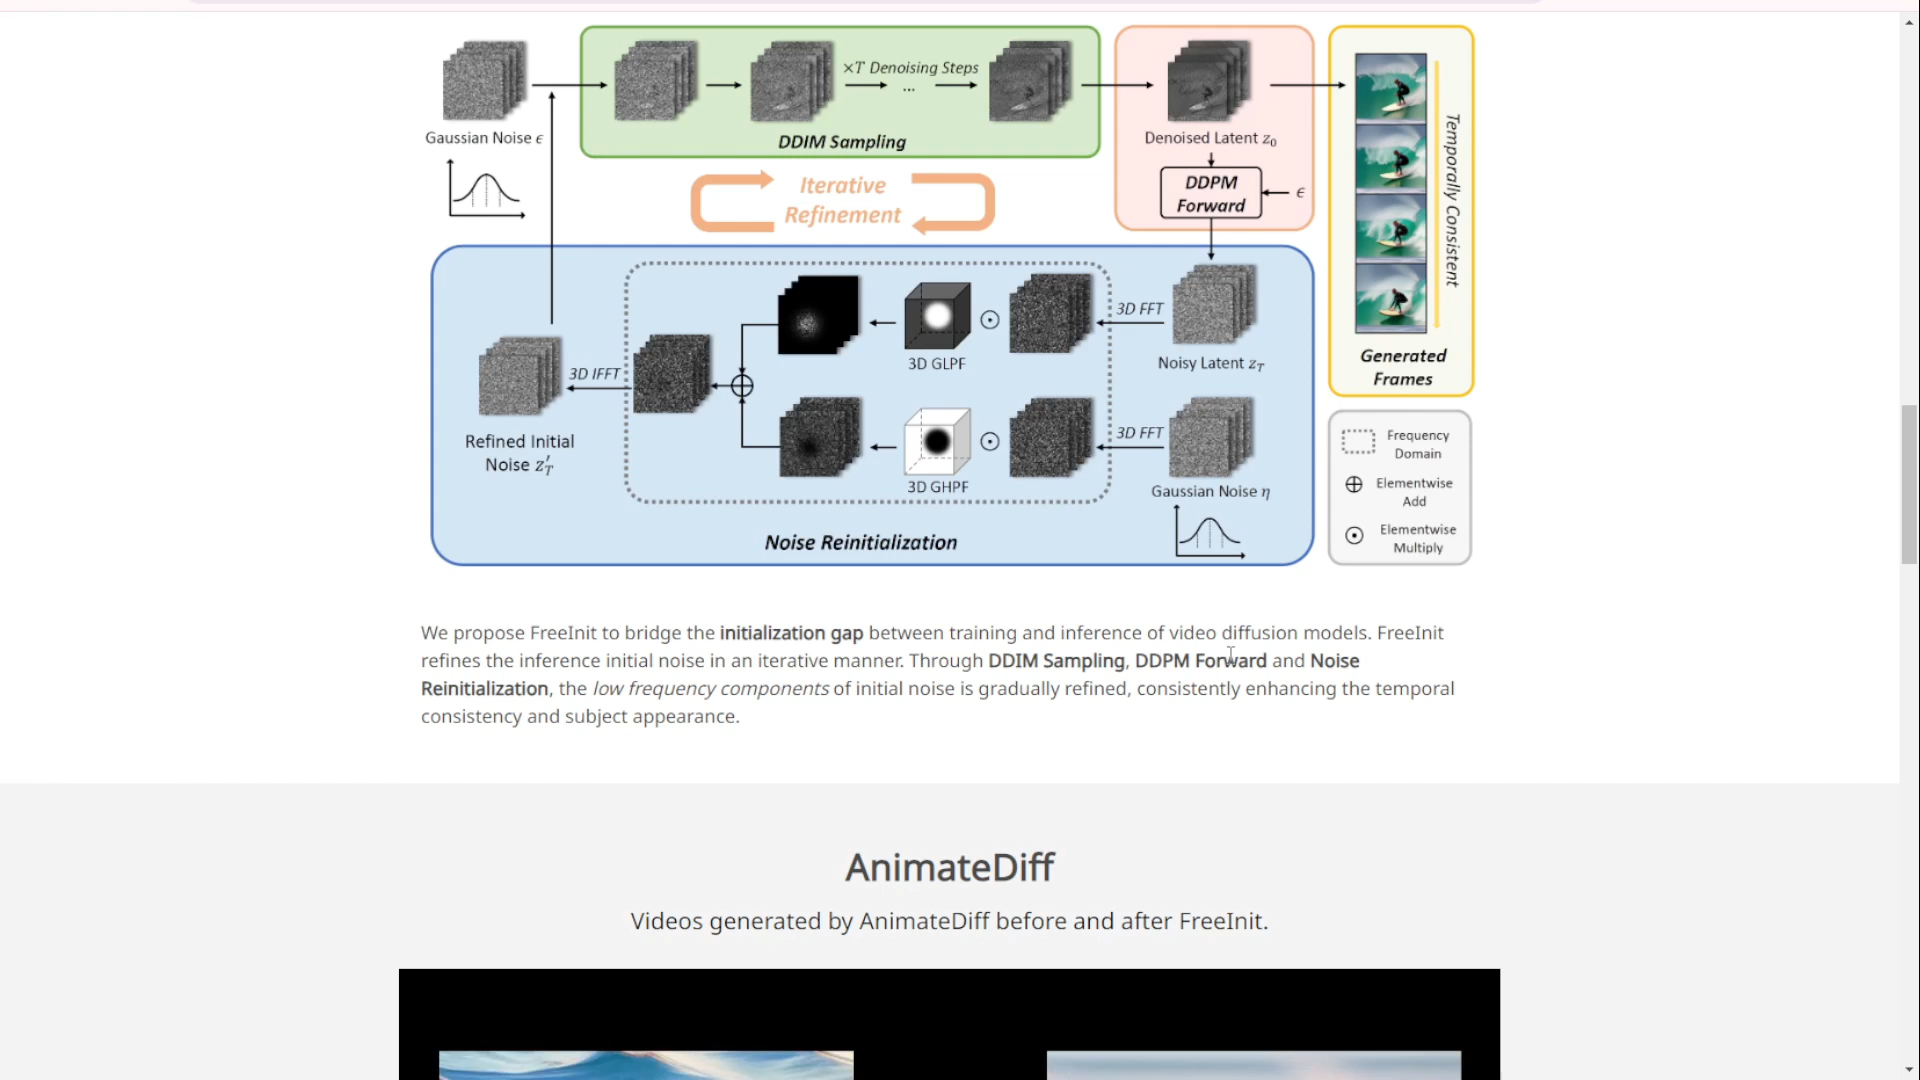 ×T Denoising Steps
...
DDIM Sampling
Gaussian Noise ϵ
Denoised Latent z₀
DDPM
Forward
ϵ
Temporally Consistent
Generated
Frames
Iterative
Refinement
3D FFT
Noisy Latent z_T
3D GLPF
3D IFFT
Refined Initial
Noise z′_T
3D FFT
3D GHPF
Gaussian Noise η
Noise Reinitialization
Frequency
Domain
Elementwise
Add
Elementwise
Multiply
We propose FreeInit to bridge the initialization gap between training and inference of video diffusion models. FreeInit
refines the inference initial noise in an iterative manner. Through DDIM Sampling, DDPM Forward and Noise
Reinitialization, the low frequency components of initial noise is gradually refined, consistently enhancing the temporal
consistency and subject appearance.
AnimateDiff
Videos generated by AnimateDiff before and after FreeInit.